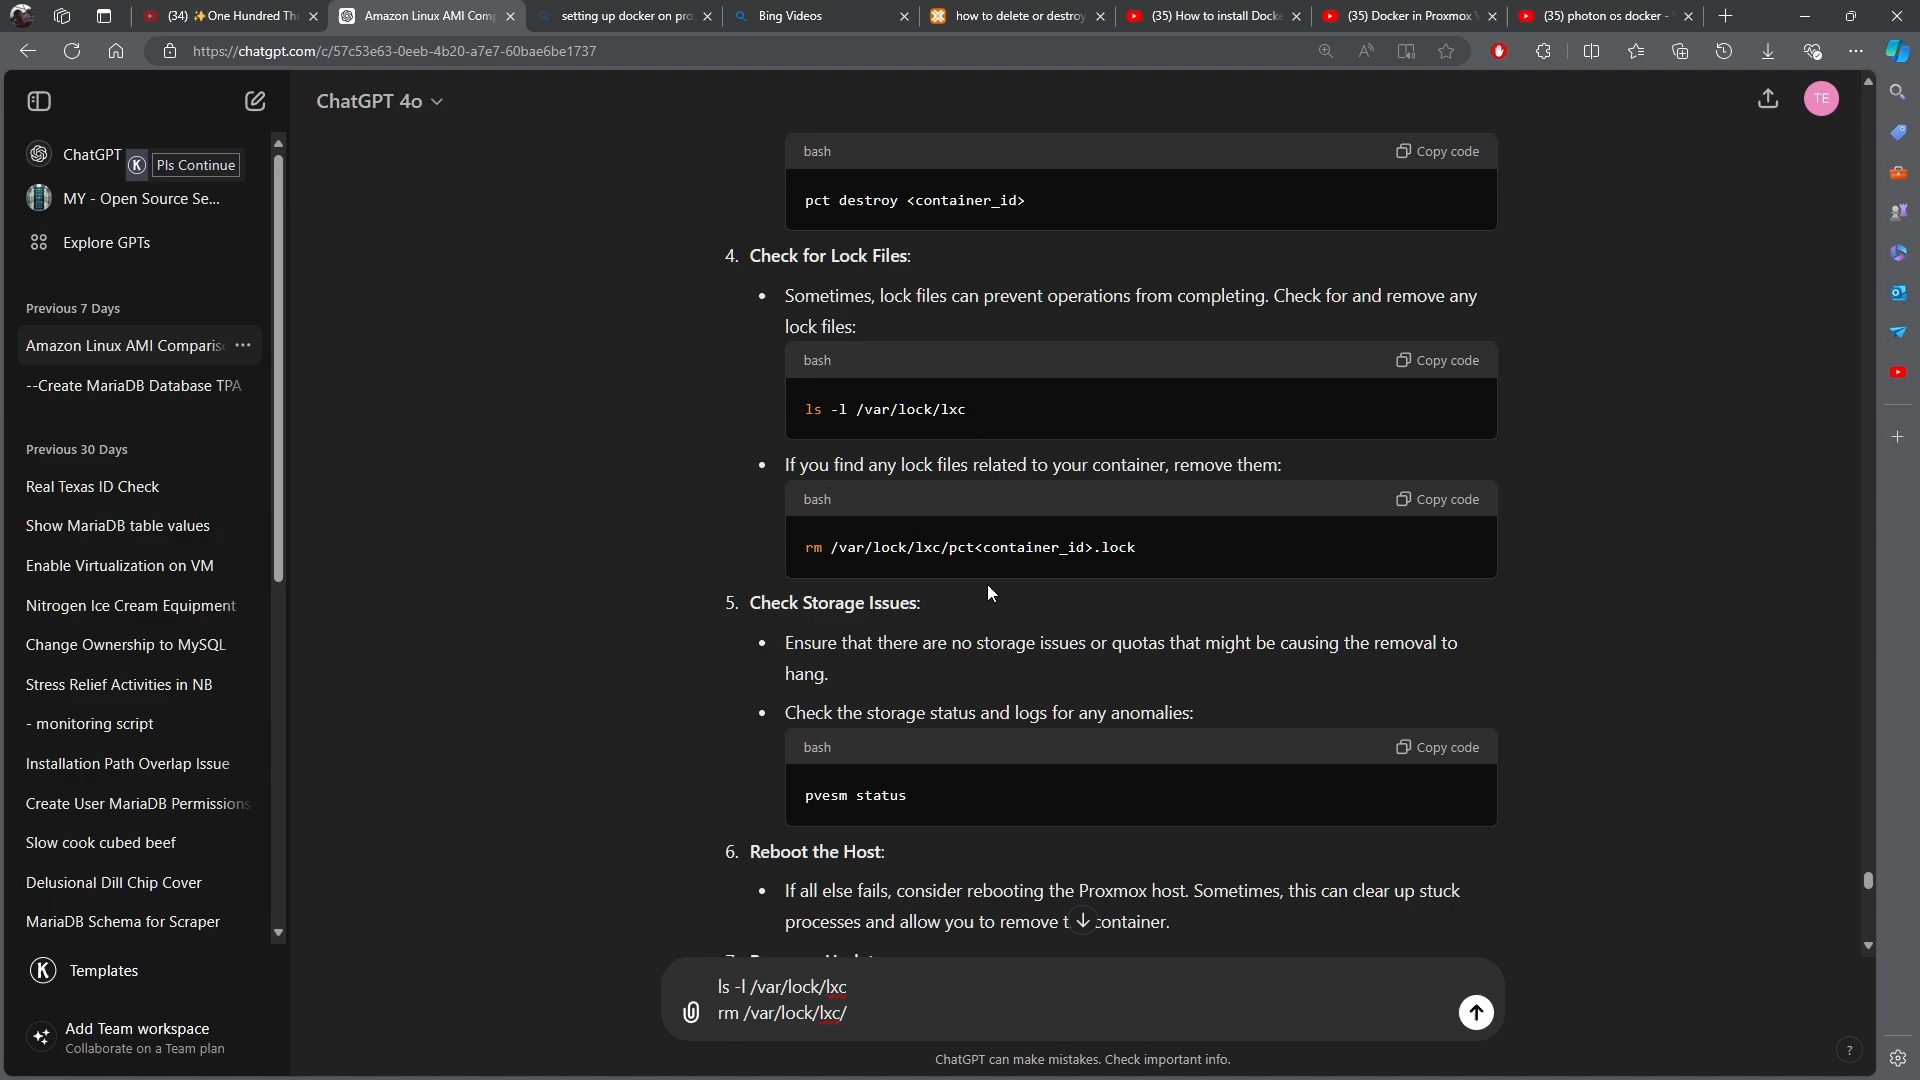 (34) ✨One Hundred Th
Amazon Linux AMI Com
setting up docker on pro
Bing Videos
how to delete or destroy
(35) How to install Dock
(35) Docker in Proxmox
(35) photon os docker -
https://chatgpt.com/c/57c53e63-0eeb-4b20-a7e7-60bae6be1737
ChatGPT 4o
TE
ChatGPT
K Pls Continue
MY - Open Source Se...
Explore GPTs
Previous 7 Days
Amazon Linux AMI Comparis
--Create MariaDB Database TPA
Previous 30 Days
Real Texas ID Check
Show MariaDB table values
Enable Virtualization on VM
Nitrogen Ice Cream Equipment
Change Ownership to MySQL
Stress Relief Activities in NB
- monitoring script
Installation Path Overlap Issue
Create User MariaDB Permissions
Slow cook cubed beef
Delusional Dill Chip Cover
MariaDB Schema for Scraper
K Templates
Add Team workspace
Collaborate on a Team plan
bash Copy code
pct destroy <container_id>
4. Check for Lock Files:
• Sometimes, lock files can prevent operations from completing. Check for and remove any
lock files:
bash Copy code
ls -l /var/lock/lxc
• If you find any lock files related to your container, remove them:
bash Copy code
rm /var/lock/lxc/pct<container_id>.lock
5. Check Storage Issues:
• Ensure that there are no storage issues or quotas that might be causing the removal to
hang.
• Check the storage status and logs for any anomalies:
bash Copy code
pvesm status
6. Reboot the Host:
• If all else fails, consider rebooting the Proxmox host. Sometimes, this can clear up stuck
processes and allow you to remove t container.
ls -l /var/lock/lxc
rm /var/lock/lxc/
ChatGPT can make mistakes. Check important info.
?